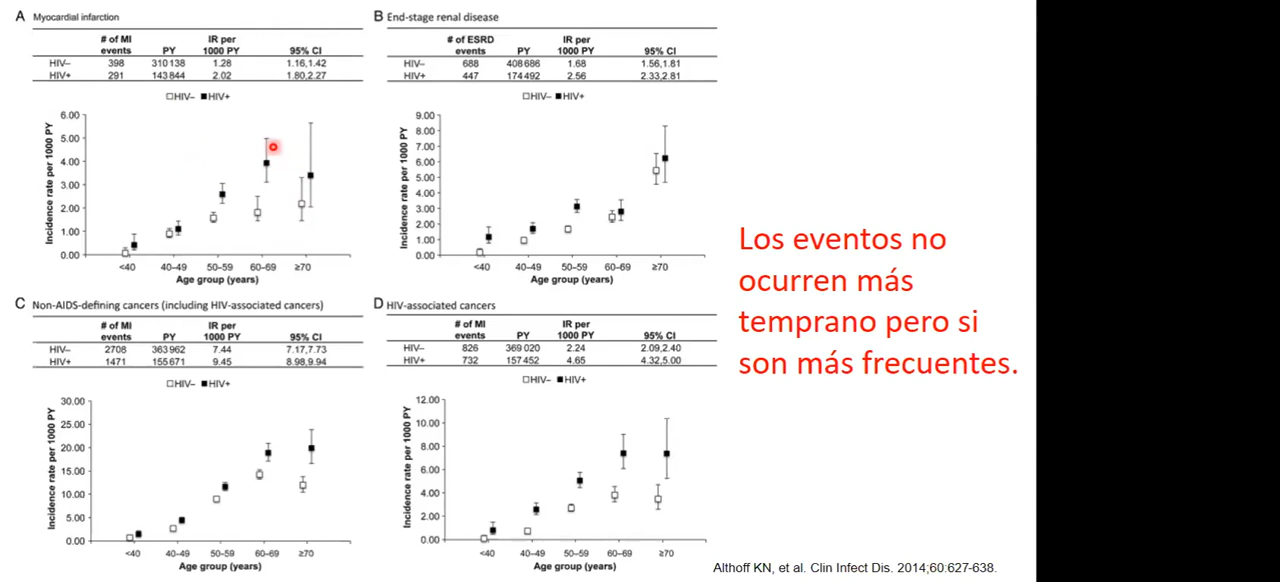 A Myocardial infarction
# of MI events PY IR per 1000 PY 95% CI
HIV– 398 310 138 1.28 1.16,1.42
HIV+ 291 143 844 2.02 1.80,2.27
HIV– HIV+
Incidence rate per 1000 PY
6.00
5.00
4.00
3.00
2.00
1.00
0.00
<40 40–49 50–59 60–69 ≥70
Age group (years)
B End-stage renal disease
# of ESRD events PY IR per 1000 PY 95% CI
HIV– 688 408 686 1.68 1.56,1.81
HIV+ 447 174 492 2.56 2.33,2.81
HIV– HIV+
Incidence rate per 1000 PY
9.00
8.00
7.00
6.00
5.00
4.00
3.00
2.00
1.00
0.00
<40 40–49 50–59 60–69 ≥70
Age group (years)
C Non-AIDS-defining cancers (including HIV-associated cancers)
# of MI events PY IR per 1000 PY 95% CI
HIV– 2708 363 962 7.44 7.17,7.73
HIV+ 1471 155 671 9.45 8.98,9.94
HIV– HIV+
Incidence rate per 1000 PY
30.00
25.00
20.00
15.00
10.00
5.00
0.00
<40 40–49 50–59 60–69 ≥70
Age group (years)
D HIV-associated cancers
# of MI events PY IR per 1000 PY 95% CI
HIV– 826 369 020 2.24 2.09,2.40
HIV+ 732 157 452 4.65 4.32,5.00
HIV– HIV+
Incidence rate per 1000 PY
12.00
10.00
8.00
6.00
4.00
2.00
0.00
<40 40–49 50–59 60–69 ≥70
Age group (years)
Los eventos no
ocurren más
temprano pero si
son más frecuentes.
Althoff KN, et al. Clin Infect Dis. 2014;60:627-638.